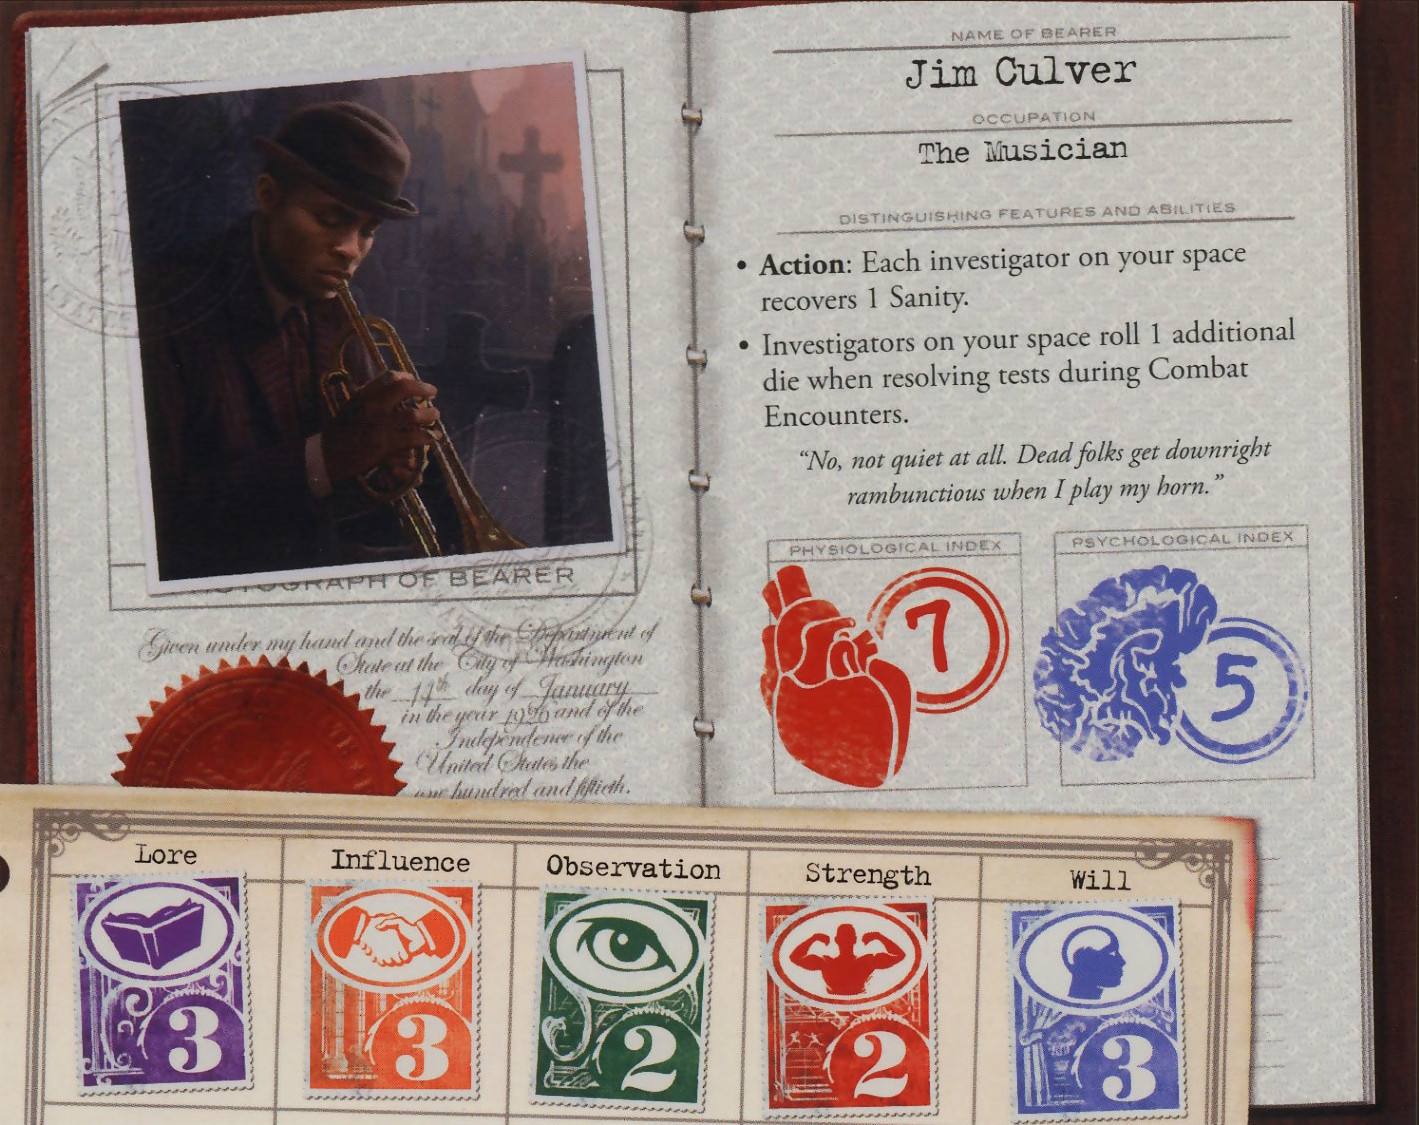 NAME OF BEARER
Jim Culver
OCCUPATION
The Musician
DISTINGUISHING FEATURES AND ABILITIES
• Action: Each investigator on your space
recovers 1 Sanity.
• Investigators on your space roll 1 additional
die when resolving tests during Combat
Encounters.
“No, not quiet at all. Dead folks get downright
rambunctious when I play my horn.”
PHYSIOLOGICAL INDEX
7
PSYCHOLOGICAL INDEX
5
OGRAPH OF BEARER
Given under my hand and the seal of the Department of
State at the City of Washington
the day of January
in the year 1926 and of the
Independence of the
United States the
one hundred and fiftieth.
Lore
3
Influence
3
Observation
2
Strength
2
Will
3